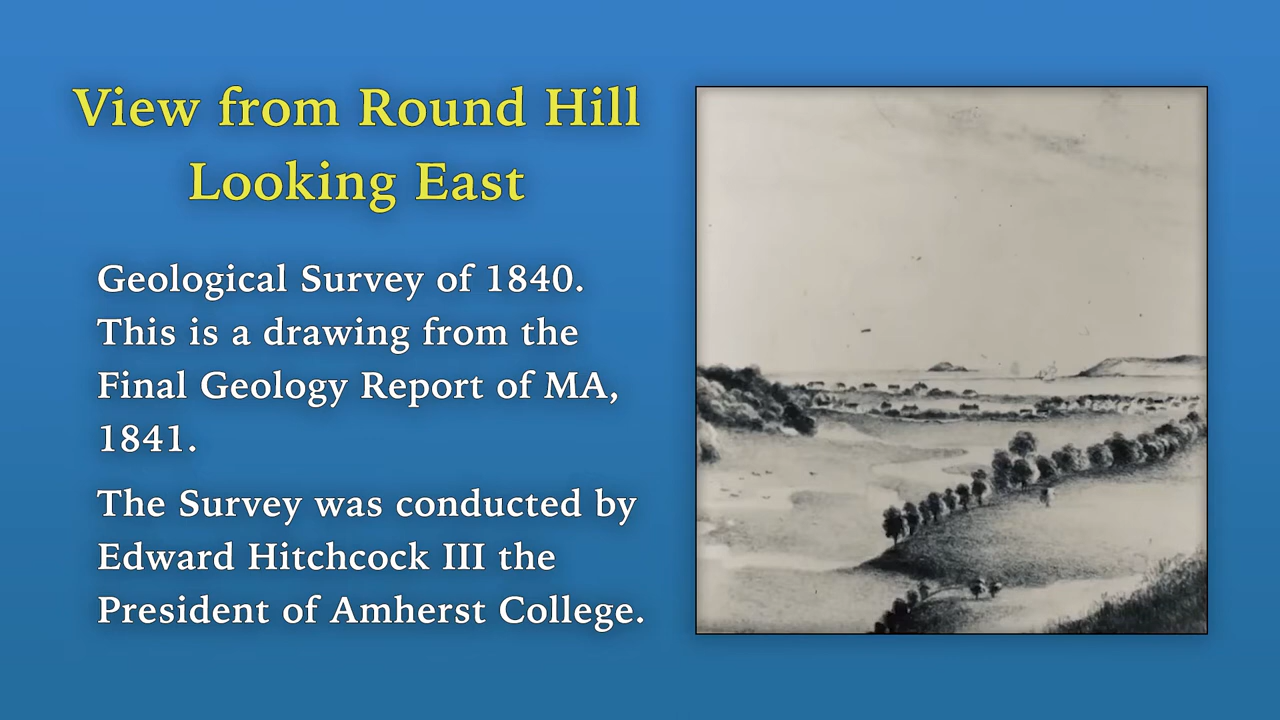 View from Round Hill
Looking East
Geological Survey of 1840.
This is a drawing from the
Final Geology Report of MA,
1841.
The Survey was conducted by
Edward Hitchcock III the
President of Amherst College.